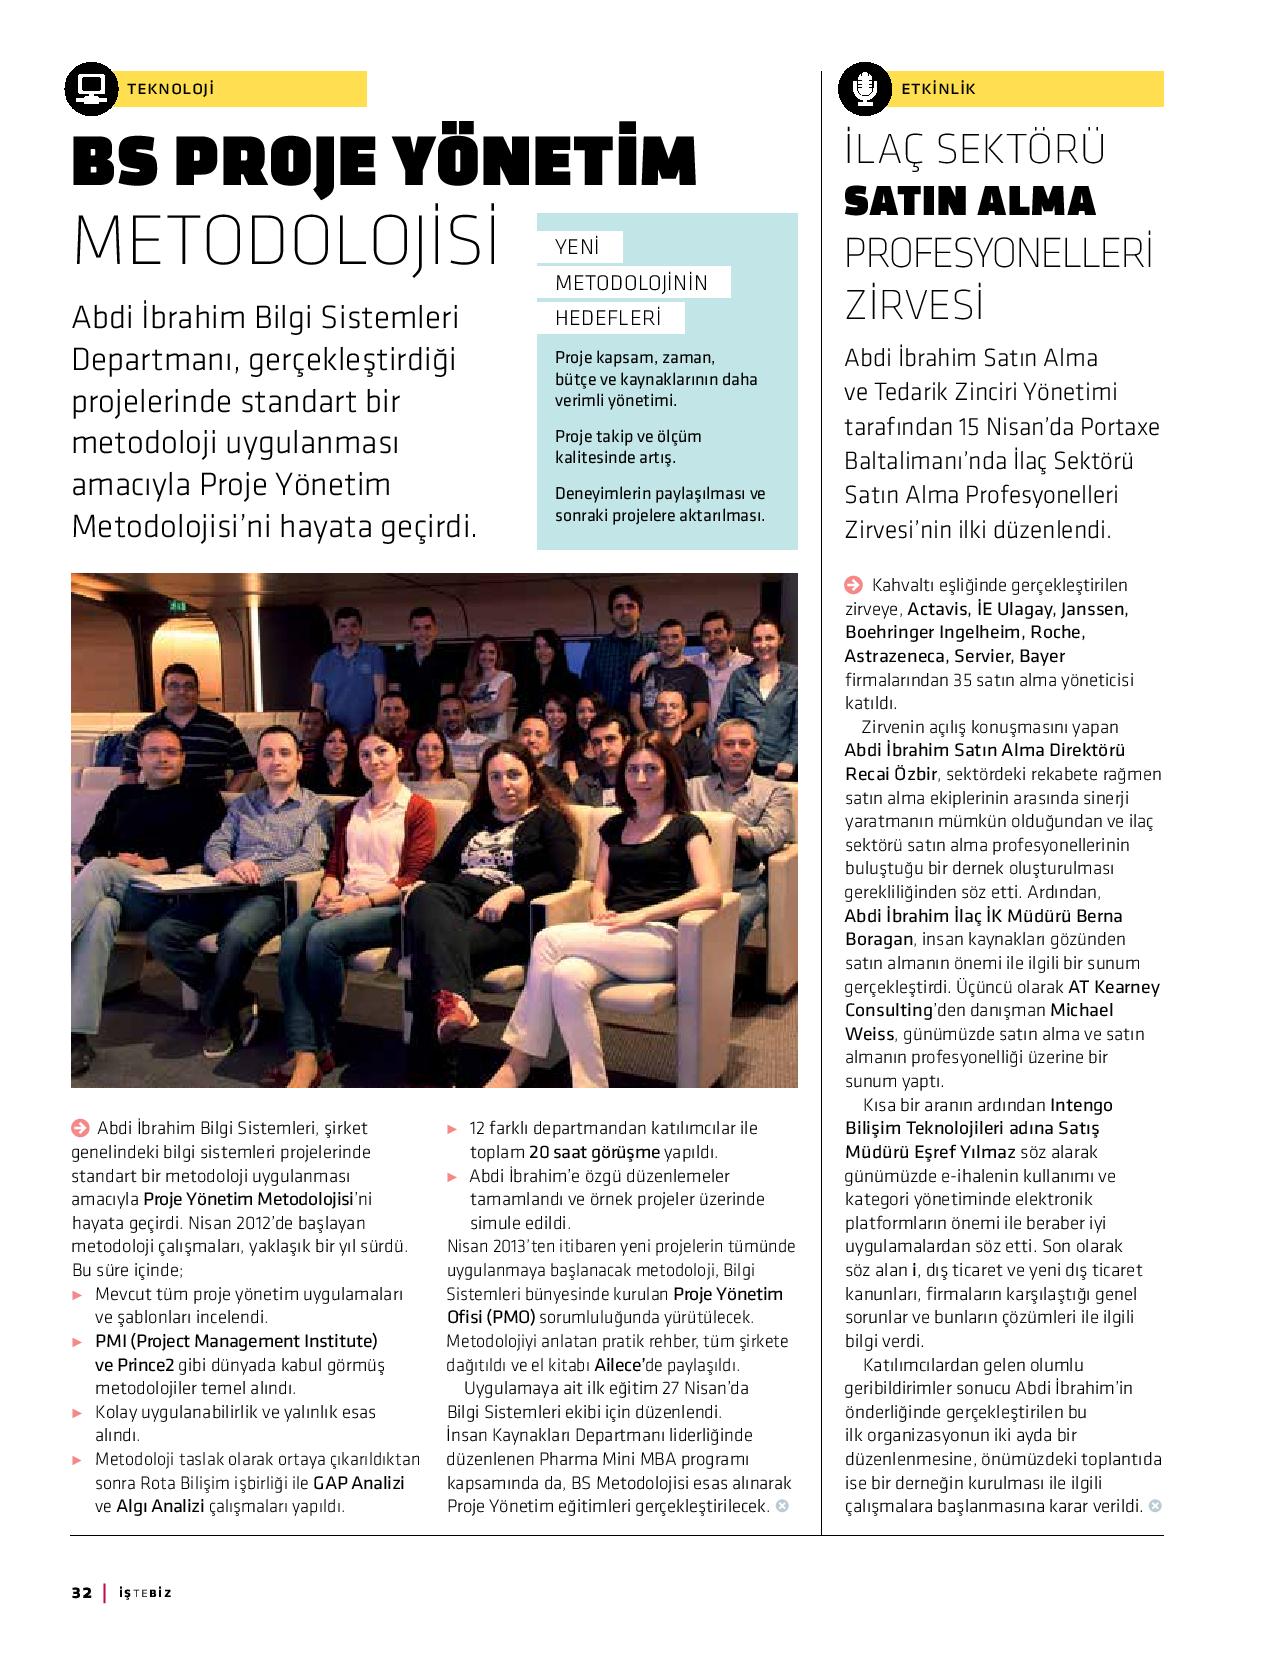 TEKNOLOJİ
BS PROJE YÖNETİM
METODOLOJİSİ
Abdi İbrahim Bilgi Sistemleri
Departmanı, gerçekleştirdiği
projelerinde standart bir
metodoloji uygulanması
amacıyla Proje Yönetim
Metodolojisi’ni hayata geçirdi.
YENİ
METODOLOJİNİN
HEDEFLERİ
Proje kapsam, zaman,
bütçe ve kaynaklarının daha
verimli yönetimi.
Proje takip ve ölçüm
kalitesinde artış.
Deneyimlerin paylaşılması ve
sonraki projelere aktarılması.
Abdi İbrahim Bilgi Sistemleri, şirket
genelindeki bilgi sistemleri projelerinde
standart bir metodoloji uygulanması
amacıyla Proje Yönetim Metodolojisi’ni
hayata geçirdi. Nisan 2012’de başlayan
metodoloji çalışmaları, yaklaşık bir yıl sürdü.
Bu süre içinde;
► Mevcut tüm proje yönetim uygulamaları
ve şablonları incelendi.
► PMI (Project Management Institute)
ve Prince2 gibi dünyada kabul görmüş
metodolojiler temel alındı.
► Kolay uygulanabilirlik ve yalınlık esas
alındı.
► Metodoloji taslak olarak ortaya çıkarıldıktan
sonra Rota Bilişim işbirliği ile GAP Analizi
ve Algı Analizi çalışmaları yapıldı.
► 12 farklı departmandan katılımcılar ile
toplam 20 saat görüşme yapıldı.
► Abdi İbrahim’e özgü düzenlemeler
tamamlandı ve örnek projeler üzerinde
simule edildi.
Nisan 2013’ten itibaren yeni projelerin tümünde
uygulanmaya başlanacak metodoloji, Bilgi
Sistemleri bünyesinde kurulan Proje Yönetim
Ofisi (PMO) sorumluluğunda yürütülecek.
Metodolojiyi anlatan pratik rehber, tüm şirkete
dağıtıldı ve el kitabı Ailece’de paylaşıldı.
Uygulamaya ait ilk eğitim 27 Nisan’da
Bilgi Sistemleri ekibi için düzenlendi.
İnsan Kaynakları Departmanı liderliğinde
düzenlenen Pharma Mini MBA programı
kapsamında da, BS Metodolojisi esas alınarak
Proje Yönetim eğitimleri gerçekleştirilecek.
ETKİNLİK
İLAÇ SEKTÖRÜ
SATIN ALMA
PROFESYONELLERİ
ZİRVESİ
Abdi İbrahim Satın Alma
ve Tedarik Zinciri Yönetimi
tarafından 15 Nisan’da Portaxe
Baltalimanı’nda İlaç Sektörü
Satın Alma Profesyonelleri
Zirvesi’nin ilki düzenlendi.
Kahvaltı eşliğinde gerçekleştirilen
zirveye, Actavis, İE Ulagay, Janssen,
Boehringer Ingelheim, Roche,
Astrazeneca, Servier, Bayer
firmalarından 35 satın alma yöneticisi
katıldı.
Zirvenin açılış konuşmasını yapan
Abdi İbrahim Satın Alma Direktörü
Recai Özbir, sektördeki rekabete rağmen
satın alma ekiplerinin arasında sinerji
yaratmanın mümkün olduğundan ve ilaç
sektörü satın alma profesyonellerinin
buluştuğu bir dernek oluşturulması
gerekliliğinden söz etti. Ardından,
Abdi İbrahim İlaç İK Müdürü Berna
Boragan, insan kaynakları gözünden
satın almanın önemi ile ilgili bir sunum
gerçekleştirdi. Üçüncü olarak AT Kearney
Consulting’den danışman Michael
Weiss, günümüzde satın alma ve satın
almanın profesyonelliği üzerine bir
sunum yaptı.
Kısa bir aranın ardından Intengo
Bilişim Teknolojileri adına Satış
Müdürü Eşref Yılmaz söz alarak
günümüzde e-ihalenin kullanımı ve
kategori yönetiminde elektronik
platformların önemi ile beraber iyi
uygulamalardan söz etti. Son olarak
söz alan i, dış ticaret ve yeni dış ticaret
kanunları, firmaların karşılaştığı genel
sorunlar ve bunların çözümleri ile ilgili
bilgi verdi.
Katılımcılardan gelen olumlu
geribildirimler sonucu Abdi İbrahim’in
önderliğinde gerçekleştirilen bu
ilk organizasyonun iki ayda bir
düzenlenmesine, önümüzdeki toplantıda
ise bir derneğin kurulması ile ilgili
çalışmalara başlanmasına karar verildi.
32 | İŞTEBİZ